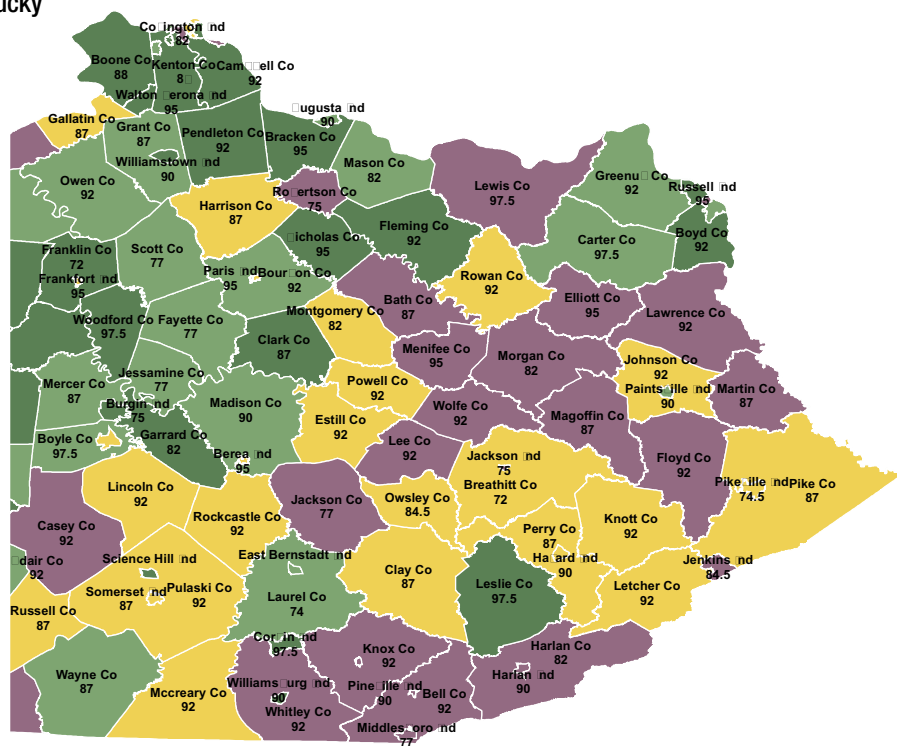 ucky
Co□ington □nd
82
Boone Co
88
Kenton Co
8□
Cam□□ell Co
92
Walton □erona □nd
95
□ugusta □nd
90
Gallatin Co
87
Grant Co
87
Pendleton Co
92
Bracken Co
95
Williamstown □nd
90
Mason Co
82
Owen Co
92
Lewis Co
97.5
Greenu□ Co
92
Russell □nd
95
Ro□ertson Co
75
Harrison Co
87
Fleming Co
92
Boyd Co
92
□icholas Co
95
Carter Co
97.5
Franklin Co
72
Scott Co
77
Frankfort □nd
95
Paris □nd
95
Bour□on Co
92
Rowan Co
92
Bath Co
87
Elliott Co
95
Montgomery Co
82
Lawrence Co
92
Woodford Co
97.5
Fayette Co
77
Clark Co
87
Menifee Co
95
Morgan Co
82
Johnson Co
92
Jessamine Co
77
Mercer Co
87
Powell Co
92
Paints□ille □nd
90
Martin Co
87
Burgin □nd
75
Madison Co
90
Wolfe Co
92
Magoffin Co
87
Estill Co
92
Garrard Co
82
Boyle Co
97.5
Lee Co
92
Berea □nd
95
Jackson □nd
75
Floyd Co
92
Breathitt Co
72
Pike□ille □nd
74.5
Pike Co
87
Lincoln Co
92
Jackson Co
77
Owsley Co
84.5
Rockcastle Co
92
Casey Co
92
Knott Co
92
Perry Co
87
East Bernstadt □nd
Science Hill □nd
□dair Co
92
Ha□ard □nd
90
Jenkins □nd
84.5
Clay Co
87
Leslie Co
97.5
Letcher Co
92
Somerset □nd
87
Pulaski Co
92
Laurel Co
74
Russell Co
87
Cor□in □nd
97.5
Knox Co
92
Harlan Co
82
Wayne Co
87
Harlan □nd
90
Williams□urg □nd
90
Pine□ille □nd
90
Mccreary Co
92
Bell Co
92
Whitley Co
92
Middles□oro □nd
77